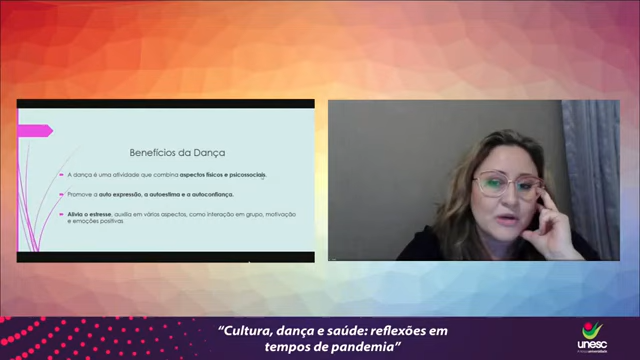 Benefícios da Dança
A dança é uma atividade que combina aspectos físicos e psicossociais.
Promove a auto expressão, a autoestima e a autoconfiança.
Alivia o estresse, auxilia em vários aspectos, como interação em grupo, motivação
e emoções positivas
“Cultura, dança e saúde: reflexões em
tempos de pandemia”
unesc